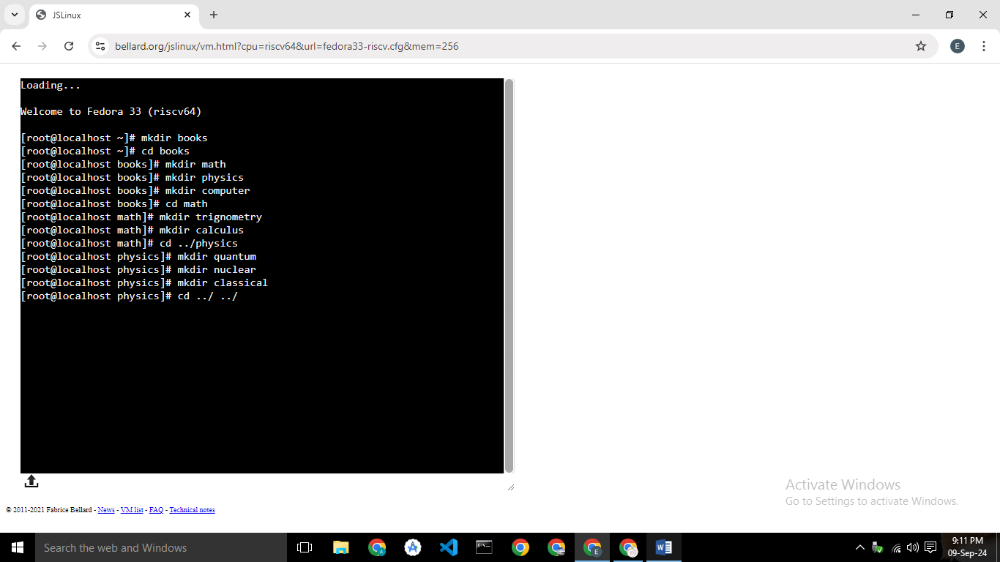 JSLinux
bellard.org/jslinux/vm.html?cpu=riscv64&url=fedora33-riscv.cfg&mem=256
E
Loading...
Welcome to Fedora 33 (riscv64)
[root@localhost ~]# mkdir books
[root@localhost ~]# cd books
[root@localhost books]# mkdir math
[root@localhost books]# mkdir physics
[root@localhost books]# mkdir computer
[root@localhost books]# cd math
[root@localhost math]# mkdir trignometry
[root@localhost math]# mkdir calculus
[root@localhost math]# cd ../physics
[root@localhost physics]# mkdir quantum
[root@localhost physics]# mkdir nuclear
[root@localhost physics]# mkdir classical
[root@localhost physics]# cd ../ ../
Activate Windows
Go to Settings to activate Windows.
© 2011-2021 Fabrice Bellard - News - VM list - FAQ - Technical notes
Search the web and Windows
A
E
9:11 PM
09-Sep-24